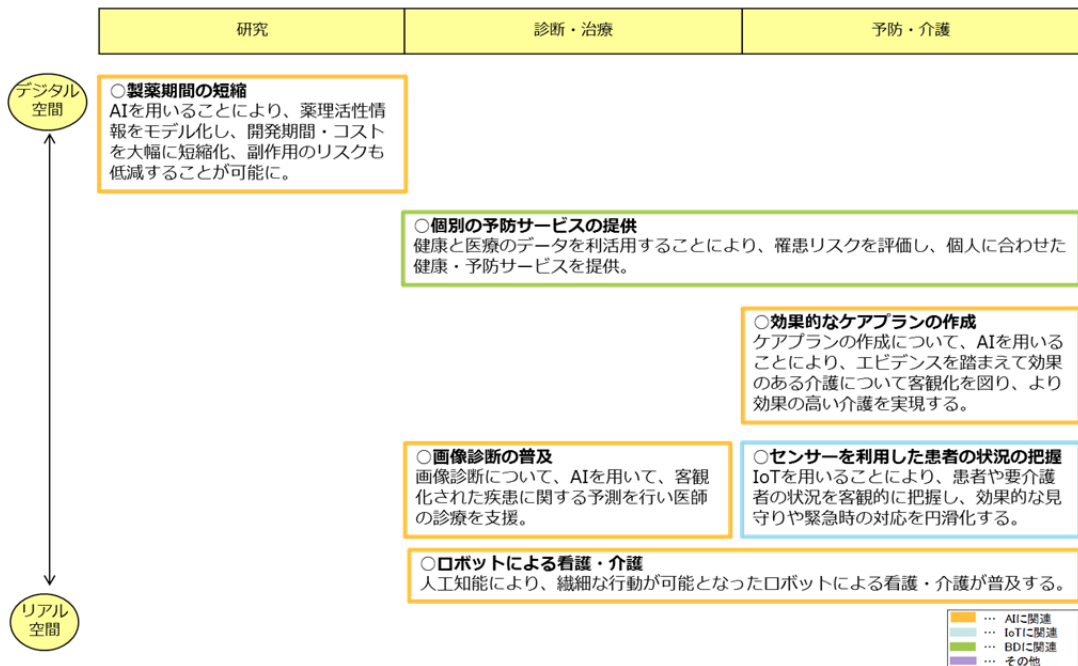 研究
診断・治療
予防・介護
デジタル
空間
○製薬期間の短縮
AIを用いることにより、薬理活性情
報をモデル化し、開発期間・コスト
を大幅に短縮化、副作用のリスクも
低減することが可能に。
○個別の予防サービスの提供
健康と医療のデータを利活用することにより、罹患リスクを評価し、個人に合わせた
健康・予防サービスを提供。
○効果的なケアプランの作成
ケアプランの作成について、AIを用いる
ことにより、エビデンスを踏まえて効果
のある介護について客観化を図り、より
効果の高い介護を実現する。
○画像診断の普及
画像診断について、AIを用いて、客観
化された疾患に関する予測を行い医師
の診療を支援。
○センサーを利用した患者の状況の把握
IoTを用いることにより、患者や要介護
者の状況を客観的に把握し、効果的な見
守りや緊急時の対応を円滑化する。
○ロボットによる看護・介護
人工知能により、繊細な行動が可能となったロボットによる看護・介護が普及する。
リアル
空間
… AIに関連
… IoTに関連
… BDに関連
… その他